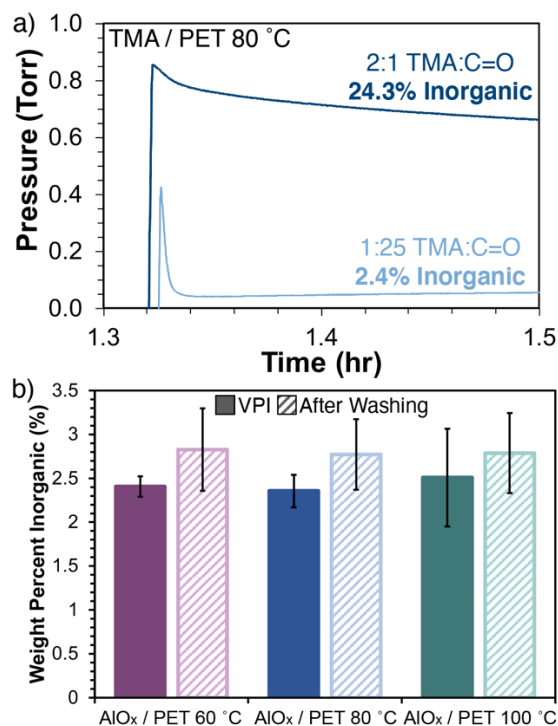 a)
TMA / PET 80 ˚C
2:1 TMA:C=O
24.3% Inorganic
1:25 TMA:C=O
2.4% Inorganic
Pressure (Torr)
1.0
0.8
0.6
0.4
0.2
0.0
1.3
1.4
1.5
Time (hr)
b)
VPI
After Washing
Weight Percent Inorganic (%)
3.5
3
2.5
2
1.5
1
0.5
0
AlOx / PET 60 ˚C
AlOx / PET 80 ˚C
AlOx / PET 100 ˚C